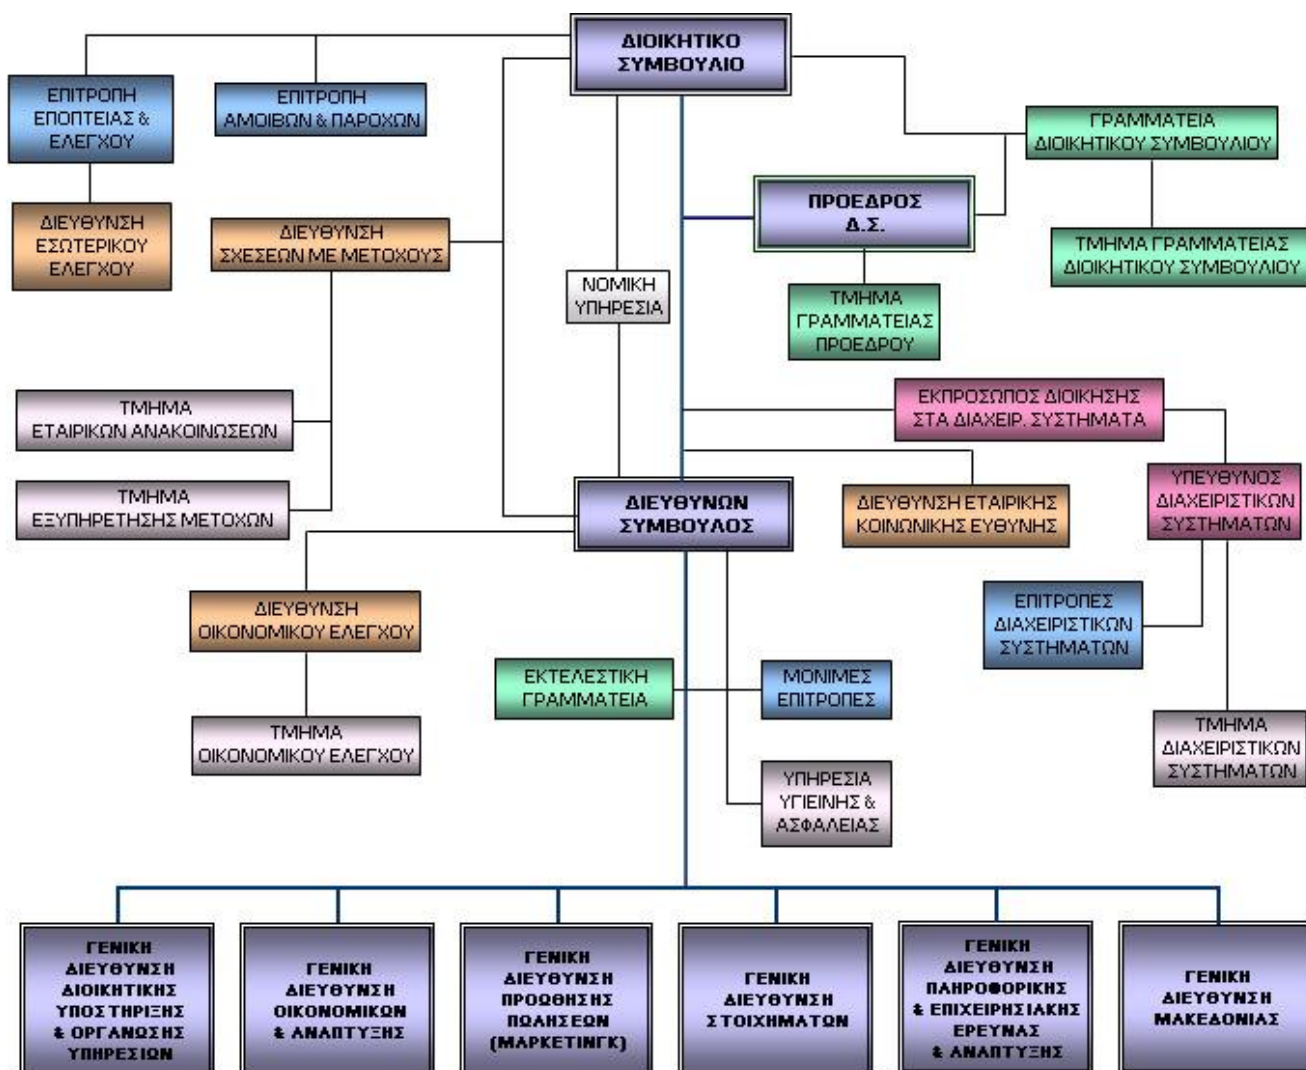 ΔΙΟΙΚΗΤΙΚΟ
ΣΥΜΒΟΥΛΙΟ
ΕΠΙΤΡΟΠΗ
ΕΠΟΠΤΕΙΑΣ &
ΕΛΕΓΧΟΥ
ΕΠΙΤΡΟΠΗ
ΑΜΟΙΒΩΝ & ΠΑΡΟΧΩΝ
ΓΡΑΜΜΑΤΕΙΑ
ΔΙΟΙΚΗΤΙΚΟΥ ΣΥΜΒΟΥΛΙΟΥ
ΔΙΕΥΘΥΝΣΗ
ΕΣΩΤΕΡΙΚΟΥ
ΕΛΕΓΧΟΥ
ΔΙΕΥΘΥΝΣΗ
ΣΧΕΣΕΩΝ ΜΕ ΜΕΤΟΧΟΥΣ
ΠΡΟΕΔΡΟΣ
Δ.Σ.
ΤΜΗΜΑ ΓΡΑΜΜΑΤΕΙΑΣ
ΔΙΟΙΚΗΤΙΚΟΥ ΣΥΜΒΟΥΛΙΟΥ
ΝΟΜΙΚΗ
ΥΠΗΡΕΣΙΑ
ΤΜΗΜΑ
ΓΡΑΜΜΑΤΕΙΑΣ
ΠΡΟΕΔΡΟΥ
ΤΜΗΜΑ
ΕΤΑΙΡΙΚΩΝ ΑΝΑΚΟΙΝΩΣΕΩΝ
ΕΚΠΡΟΣΩΠΟΣ ΔΙΟΙΚΗΣΗΣ
ΣΤΑ ΔΙΑΧΕΙΡ. ΣΥΣΤΗΜΑΤΑ
ΤΜΗΜΑ
ΕΞΥΠΗΡΕΤΗΣΗΣ ΜΕΤΟΧΩΝ
ΔΙΕΥΘΥΝΩΝ
ΣΥΜΒΟΥΛΟΣ
ΔΙΕΥΘΥΝΣΗ ΕΤΑΙΡΙΚΗΣ
ΚΟΙΝΩΝΙΚΗΣ ΕΥΘΥΝΗΣ
ΥΠΕΥΘΥΝΟΣ
ΔΙΑΧΕΙΡΙΣΤΙΚΩΝ
ΣΥΣΤΗΜΑΤΩΝ
ΔΙΕΥΘΥΝΣΗ
ΟΙΚΟΝΟΜΙΚΟΥ ΕΛΕΓΧΟΥ
ΕΠΙΤΡΟΠΕΣ
ΔΙΑΧΕΙΡΙΣΤΙΚΩΝ
ΣΥΣΤΗΜΑΤΩΝ
ΕΚΤΕΛΕΣΤΙΚΗ
ΓΡΑΜΜΑΤΕΙΑ
ΜΟΝΙΜΕΣ
ΕΠΙΤΡΟΠΕΣ
ΤΜΗΜΑ
ΟΙΚΟΝΟΜΙΚΟΥ ΕΛΕΓΧΟΥ
ΤΜΗΜΑ
ΔΙΑΧΕΙΡΙΣΤΙΚΩΝ
ΣΥΣΤΗΜΑΤΩΝ
ΥΠΗΡΕΣΙΑ
ΥΓΙΕΙΝΗΣ &
ΑΣΦΑΛΕΙΑΣ
ΓΕΝΙΚΗ
ΔΙΕΥΘΥΝΣΗ
ΔΙΟΙΚΗΤΙΚΗΣ
ΥΠΟΣΤΗΡΙΞΗΣ
& ΟΡΓΑΝΩΣΗΣ
ΥΠΗΡΕΣΙΩΝ
ΓΕΝΙΚΗ
ΔΙΕΥΘΥΝΣΗ
ΟΙΚΟΝΟΜΙΚΩΝ
& ΑΝΑΠΤΥΞΗΣ
ΓΕΝΙΚΗ
ΔΙΕΥΘΥΝΣΗ
ΠΡΟΩΘΗΣΗΣ
ΠΩΛΗΣΕΩΝ
(ΜΑΡΚΕΤΙΝΓΚ)
ΓΕΝΙΚΗ
ΔΙΕΥΘΥΝΣΗ
ΣΤΟΙΧΗΜΑΤΩΝ
ΓΕΝΙΚΗ
ΔΙΕΥΘΥΝΣΗ
ΠΛΗΡΟΦΟΡΙΚΗΣ
& ΕΠΙΧΕΙΡΗΣΙΑΚΗΣ
ΕΡΕΥΝΑΣ
& ΑΝΑΠΤΥΞΗΣ
ΓΕΝΙΚΗ
ΔΙΕΥΘΥΝΣΗ
ΜΑΚΕΔΟΝΙΑΣ